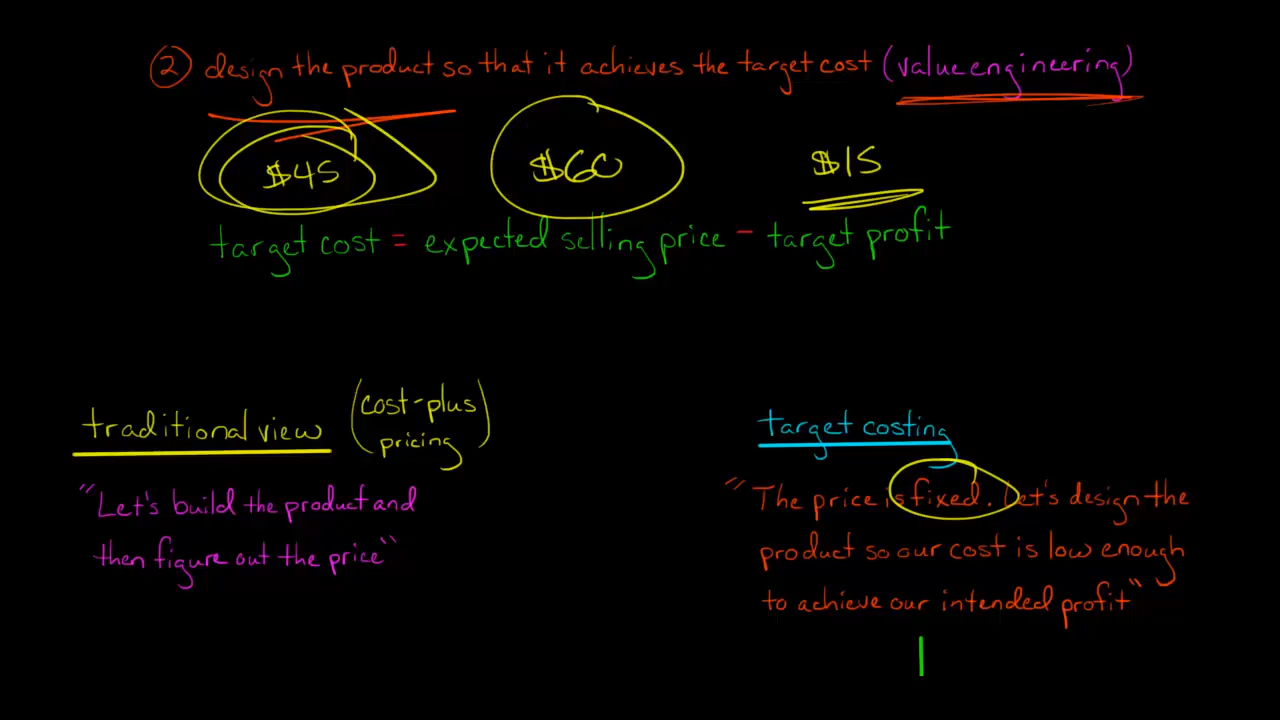 ② design the product so that it achieves the target cost (value engineering)
$45 $60 $15
target cost = expected selling price - target profit
traditional view (cost-plus pricing)
"Let's build the product and
then figure out the price"
target costing
"The price is fixed. Let's design the
product so our cost is low enough
to achieve our intended profit"